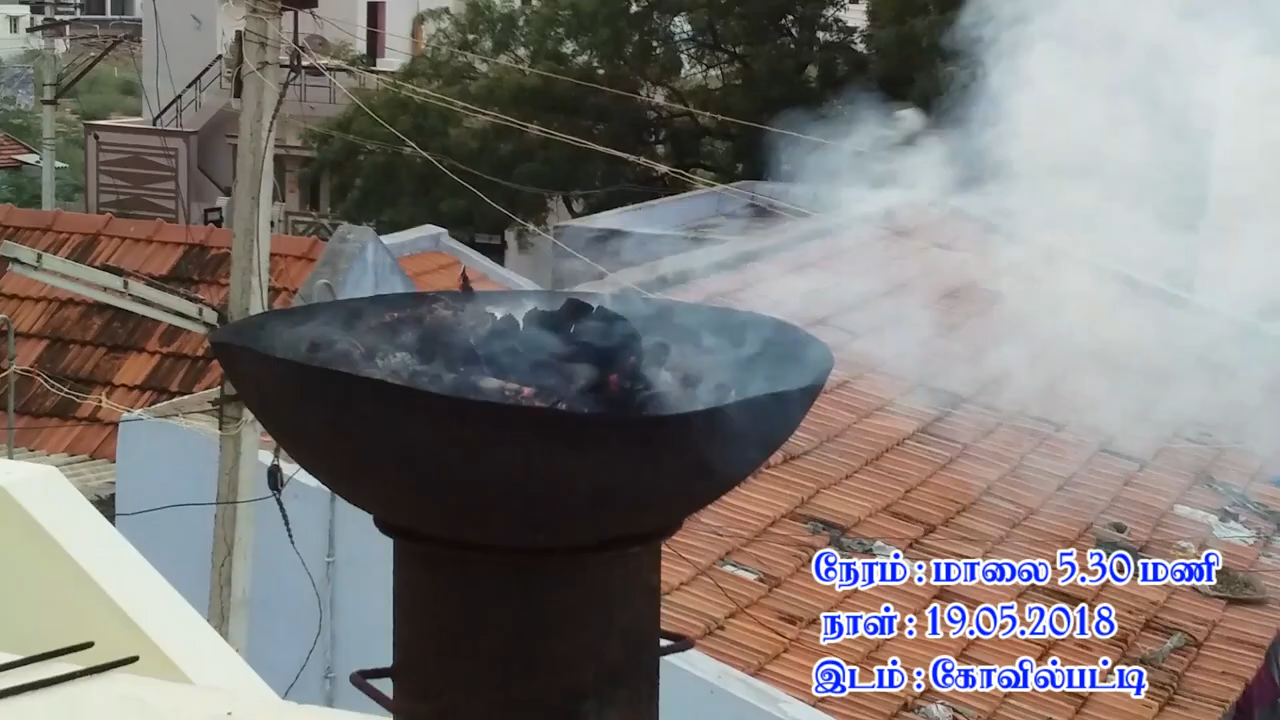 நேரம் : மாலை 5.30 மணி
நாள் : 19.05.2018
இடம் : கோவில்பட்டி